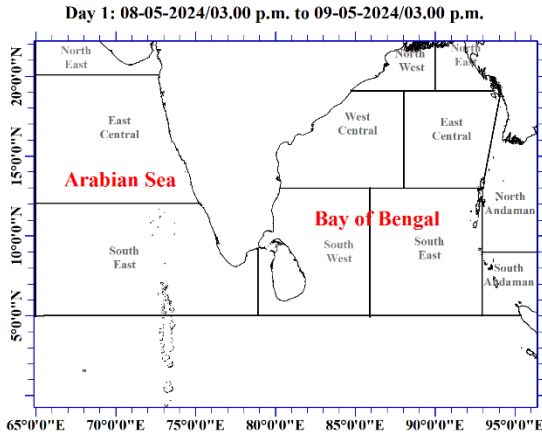 Day 1: 08-05-2024/03.00 p.m. to 09-05-2024/03.00 p.m.
North
East
North
West
North
East
20°0'0"N
East
Central
West
Central
East
Central
15°0'0"N
Arabian Sea
Bay of Bengal
North
Andaman
10°0'0"N
South
East
South
West
South
East
South
Andaman
5°0'0"N
65°0'0"E 70°0'0"E 75°0'0"E 80°0'0"E 85°0'0"E 90°0'0"E 95°0'0"E